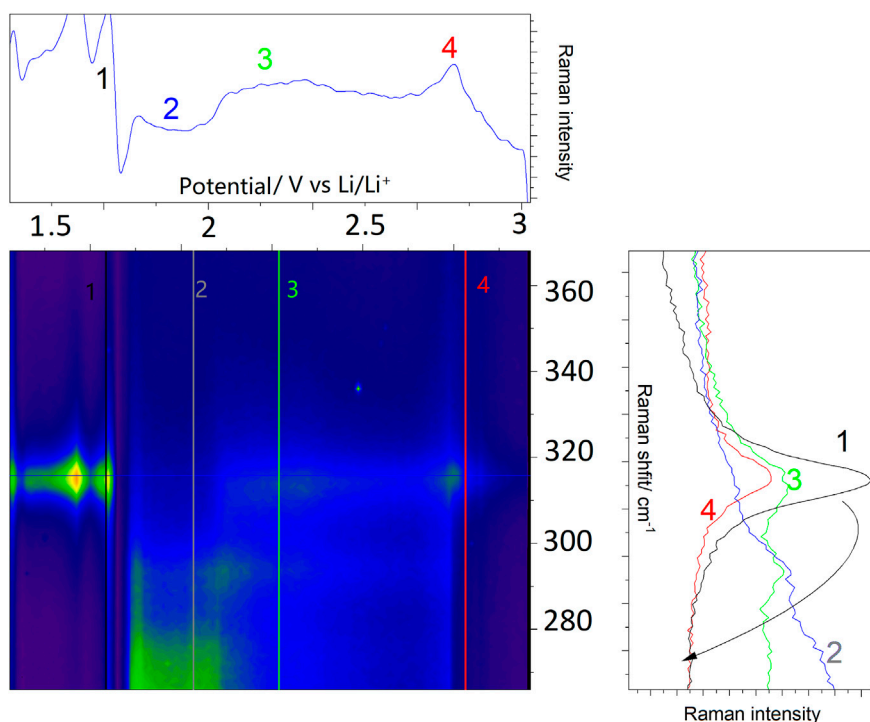 4
3
1
2
Raman intensity
Potential/ V vs Li/Li⁺
1.5 2 2.5 3
1 2 3 4
360
340
320
300
280
Raman shfit/ cm⁻¹
1
3
4
2
Raman intensity